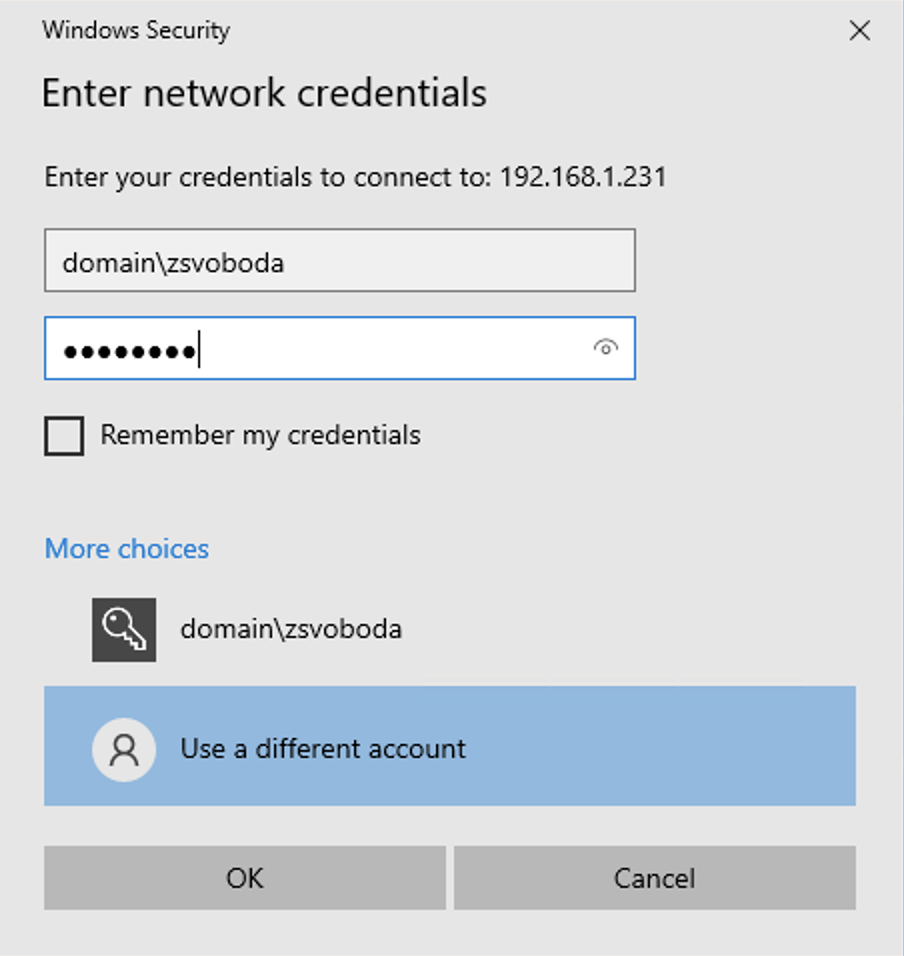 Windows Security
Enter network credentials
Enter your credentials to connect to: 192.168.1.231
domain\zsvoboda
••••••••
Remember my credentials
More choices
domain\zsvoboda
Use a different account
OK
Cancel